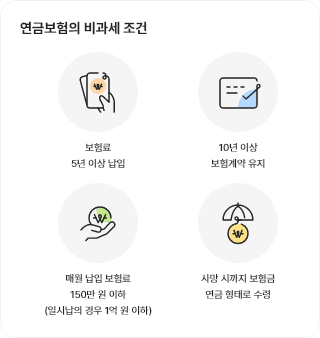 연금보험의 비과세 조건
보험료
5년 이상 납입
10년 이상
보험계약 유지
매월 납입 보험료
150만 원 이하
(일시납의 경우 1억 원 이하)
사망 시까지 보험금
연금 형태로 수령